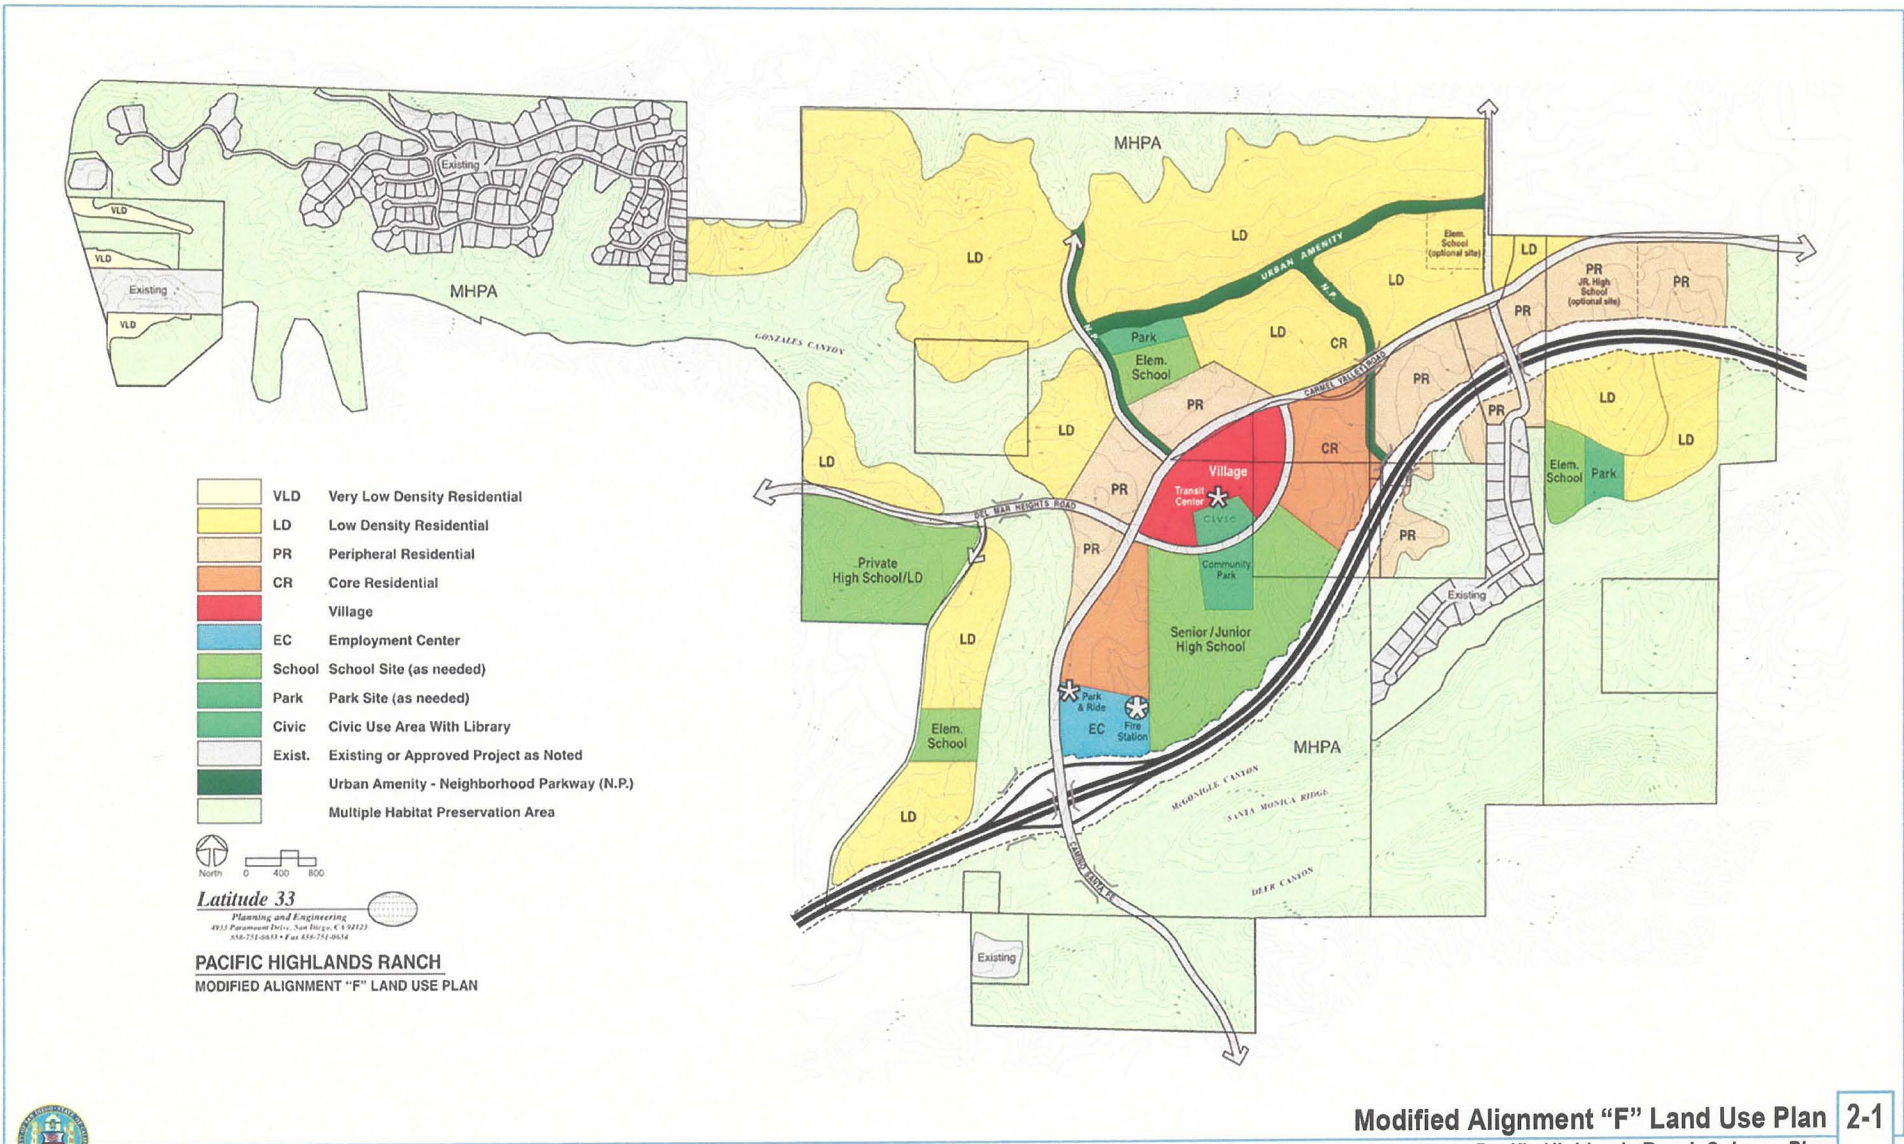 MHPA
Existing
VLD
LD
LD
Elem.
School
(optional site)
LD
URBAN AMENITY
N.P.
PR
JR. High
School
(optional site)
PR
VLD
MHPA
Existing
LD
PR
VLD
N.P.
Park
LD
CR
GONZALES CANYON
Elem.
School
CARMEL VALLEY ROAD
PR
LD
PR
PR
LD
LD
CR
LD
Village
Elem.
School
Park
PR
Transit
Center
Civic
DEL MAR HEIGHTS ROAD
PR
PR
Private
High School/LD
Community
Park
Existing
LD
Senior/Junior
High School
Park
& Ride
EC
Fire
Station
Elem.
School
MHPA
McGONIGLE CANYON
SANTA MONICA RIDGE
LD
CAMINO SANTA FE
DEER CANYON
Existing
VLD Very Low Density Residential
LD Low Density Residential
PR Peripheral Residential
CR Core Residential
Village
EC Employment Center
School School Site (as needed)
Park Park Site (as needed)
Civic Civic Use Area With Library
Exist. Existing or Approved Project as Noted
Urban Amenity - Neighborhood Parkway (N.P.)
Multiple Habitat Preservation Area
North 0 400 800
Latitude 33
Planning and Engineering
4933 Paramount Drive, San Diego, CA 92123
PACIFIC HIGHLANDS RANCH
MODIFIED ALIGNMENT “F” LAND USE PLAN
Modified Alignment “F” Land Use Plan 2-1